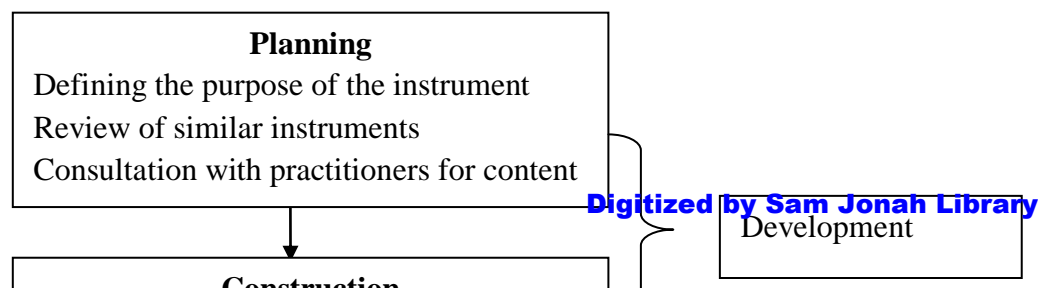 Planning
Defining the purpose of the instrument
Review of similar instruments
Consultation with practitioners for content
Digitized by Sam Jonah Library
Development
Construction